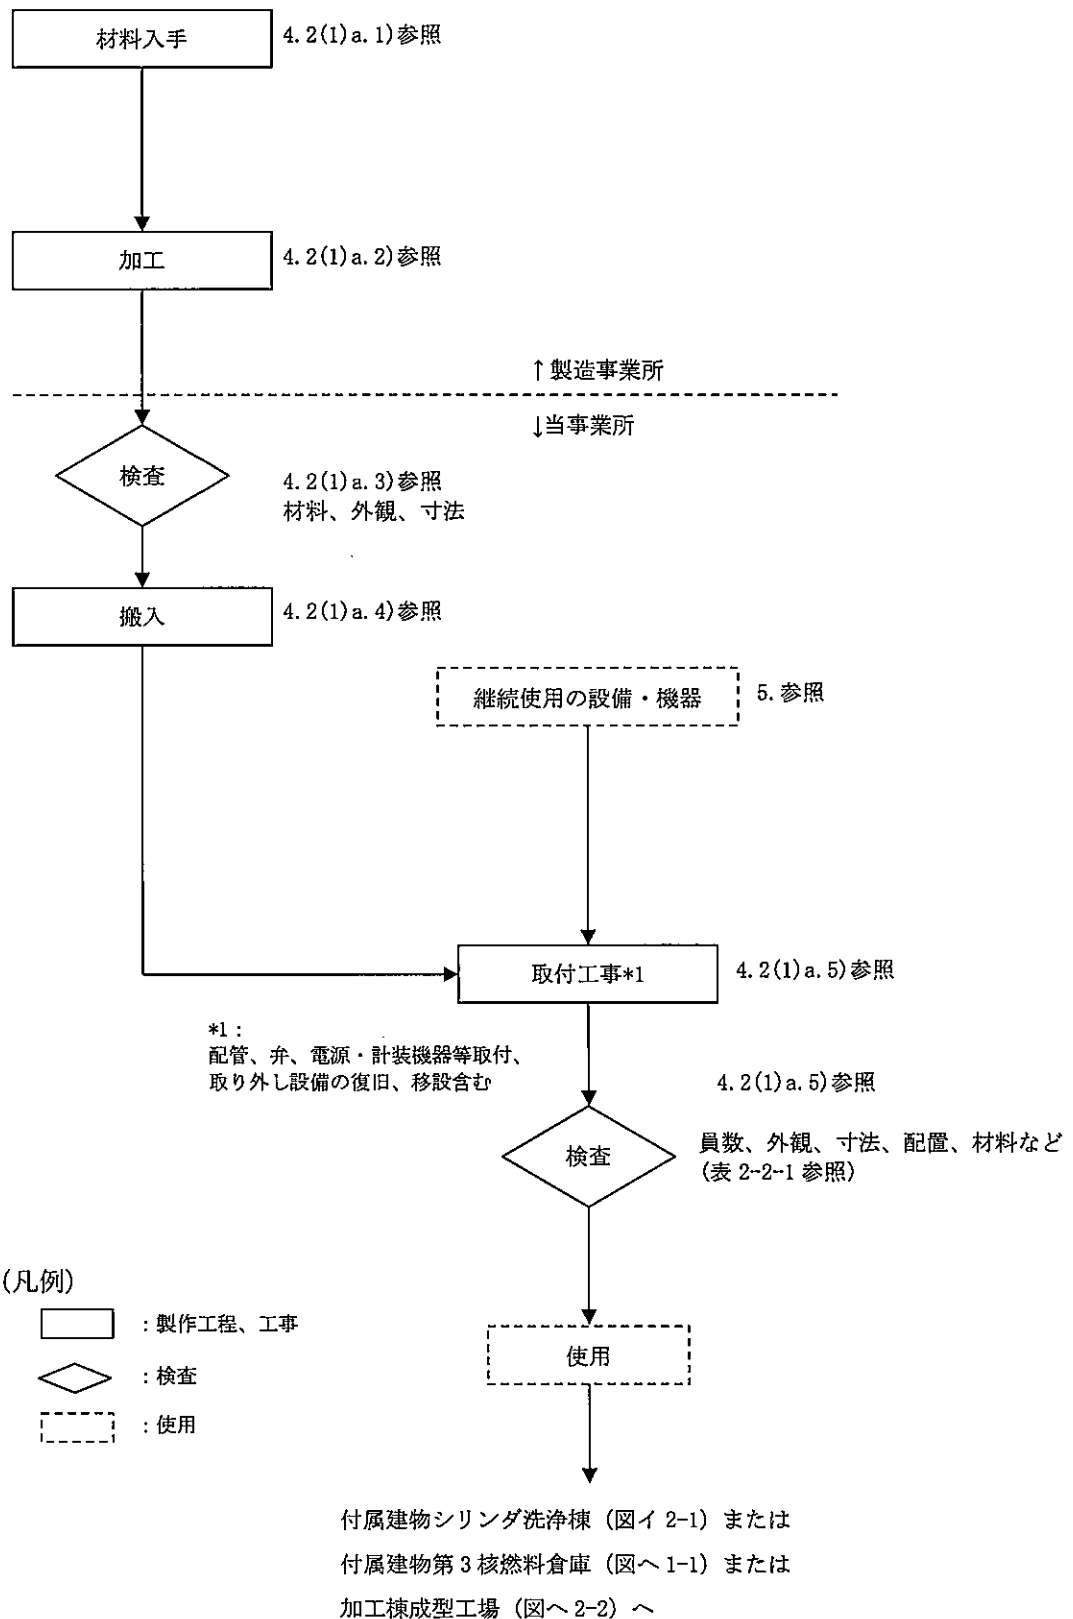 材料入手
4.2(1)a.1)参照
加工
4.2(1)a.2)参照
↑製造事業所
↓当事業所
検査
4.2(1)a.3)参照
材料、外観、寸法
搬入
4.2(1)a.4)参照
継続使用の設備・機器
5.参照
取付工事*1
4.2(1)a.5)参照
*1：
配管、弁、電源・計装機器等取付、
取り外し設備の復旧、移設含む
4.2(1)a.5)参照
検査
員数、外観、寸法、配置、材料など
(表 2-2-1 参照)
(凡例)
：製作工程、工事
：検査
：使用
使用
付属建物シリンダ洗浄棟（図イ 2-1）または
付属建物第 3 核燃料倉庫（図ヘ 1-1）または
加工棟成型工場（図ヘ 2-2）へ